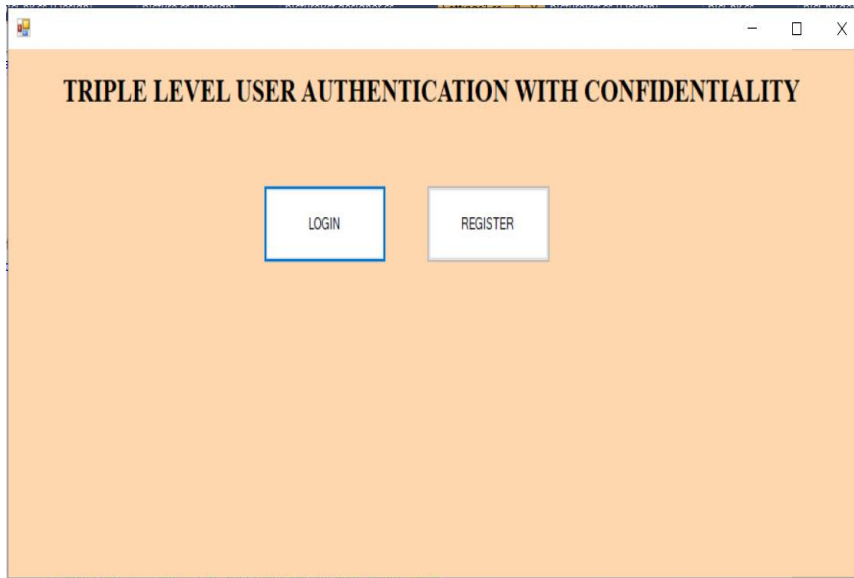 TRIPLE LEVEL USER AUTHENTICATION WITH CONFIDENTIALITY
LOGIN REGISTER